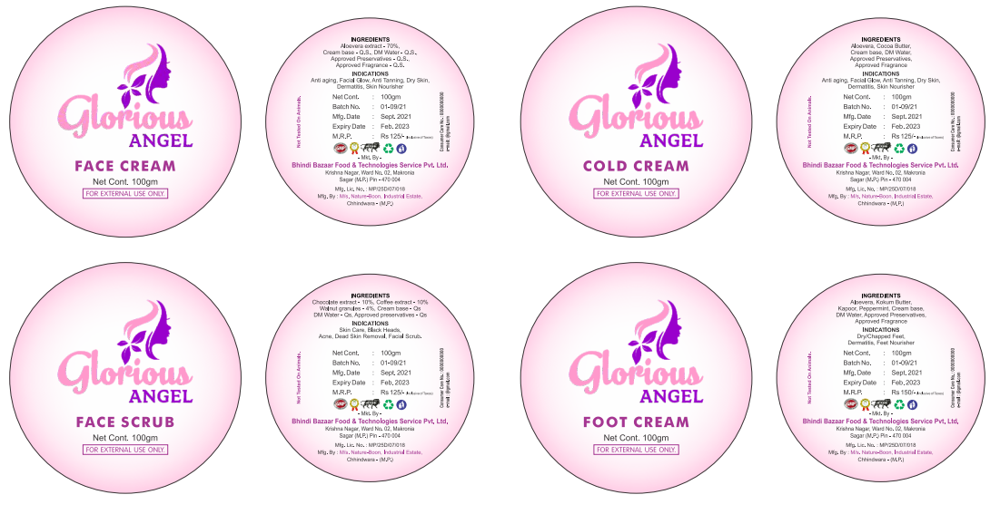 Glorious
ANGEL
FACE CREAM
Net Cont. 100gm
FOR EXTERNAL USE ONLY.
INGREDIENTS
Aloevera extract - 70%,
Cream base - Q.S., DM Water - Q.S.,
Approved Preservatives - Q.S.,
Approved Fragrance - Q.S.
INDICATIONS
Anti aging, Facial Glow, Anti Tanning, Dry Skin,
Dermatitis, Skin Nourisher
Net Cont. : 100gm
Batch No. : 01-09/21
Mfg. Date : Sept. 2021
Expiry Date : Feb. 2023
M.R.P. : Rs 125/- (Inclusive of Taxes)
Not Tested On Animals.
Consumer Care No.: 0000000000
e-mail : @gmail.com
GMP
- Mkt. By -
Bhindi Bazaar Food & Technologies Service Pvt. Ltd.
Krishna Nagar, Ward No. 02, Makronia
Sagar (M.P.) Pin - 470 004
Mfg. Lic. No. : MP/25D/07/018
Mfg. By : M/s. Nature-Boon, Industrial Estate,
Chhindwara - (M.P.)
Glorious
ANGEL
COLD CREAM
Net Cont. 100gm
FOR EXTERNAL USE ONLY.
INGREDIENTS
Aloevera, Cocoa Butter,
Cream base, DM Water,
Approved Preservatives,
Approved Fragrance
INDICATIONS
Anti aging, Facial Glow, Anti Tanning, Dry Skin,
Dermatitis, Skin Nourisher
Net Cont. : 100gm
Batch No. : 01-09/21
Mfg. Date : Sept. 2021
Expiry Date : Feb. 2023
M.R.P. : Rs 125/- (Inclusive of Taxes)
Not Tested On Animals.
Consumer Care No.: 0000000000
e-mail : @gmail.com
GMP
- Mkt. By -
Bhindi Bazaar Food & Technologies Service Pvt. Ltd.
Krishna Nagar, Ward No. 02, Makronia
Sagar (M.P.) Pin - 470 004
Mfg. Lic. No. : MP/25D/07/018
Mfg. By : M/s. Nature-Boon, Industrial Estate,
Chhindwara - (M.P.)
Glorious
ANGEL
FACE SCRUB
Net Cont. 100gm
FOR EXTERNAL USE ONLY.
INGREDIENTS
Chocolate extract - 10%, Coffee extract - 10%
Walnut granules - 4%, Cream base - Qs
DM Water - Qs, Approved preservatives - Qs
INDICATIONS
Skin Care, Black Heads,
Acne, Dead Skin Removal, Facial Scrub.
Net Cont. : 100gm
Batch No. : 01-09/21
Mfg. Date : Sept. 2021
Expiry Date : Feb. 2023
M.R.P. : Rs 125/- (Inclusive of Taxes)
Not Tested On Animals.
Consumer Care No.: 0000000000
e-mail : @gmail.com
GMP
- Mkt. By -
Bhindi Bazaar Food & Technologies Service Pvt. Ltd.
Krishna Nagar, Ward No. 02, Makronia
Sagar (M.P.) Pin - 470 004
Mfg. Lic. No. : MP/25D/07/018
Mfg. By : M/s. Nature-Boon, Industrial Estate,
Chhindwara - (M.P.)
Glorious
ANGEL
FOOT CREAM
Net Cont. 100gm
FOR EXTERNAL USE ONLY.
INGREDIENTS
Aloevera, Kokum Butter,
Kapoor, Peppermint, Cream base,
DM Water, Approved Preservatives,
Approved Fragrance
INDICATIONS
Dry/Chapped Feet,
Dermatitis, Feet Nourisher
Net Cont. : 100gm
Batch No. : 01-09/21
Mfg. Date : Sept. 2021
Expiry Date : Feb. 2023
M.R.P. : Rs 150/- (Inclusive of Taxes)
Not Tested On Animals.
Consumer Care No.: 0000000000
e-mail : @gmail.com
GMP
- Mkt. By -
Bhindi Bazaar Food & Technologies Service Pvt. Ltd.
Krishna Nagar, Ward No. 02, Makronia
Sagar (M.P.) Pin - 470 004
Mfg. Lic. No. : MP/25D/07/018
Mfg. By : M/s. Nature-Boon, Industrial Estate,
Chhindwara - (M.P.)